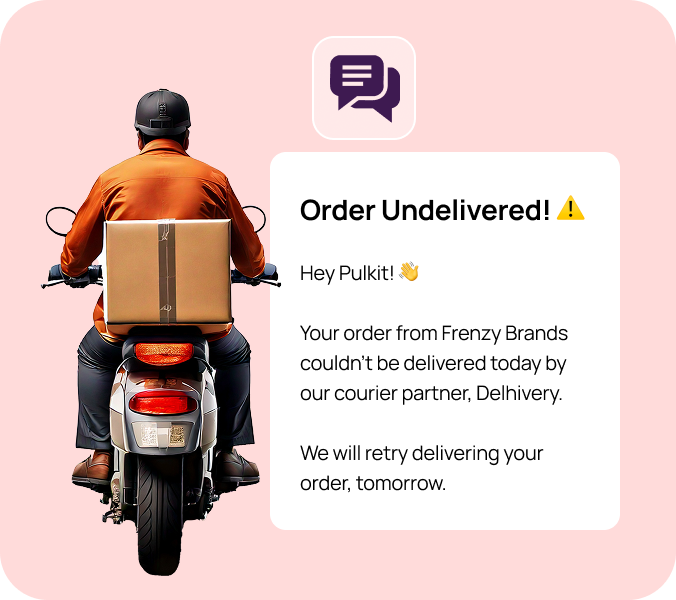 Order Undelivered! ⚠️
Hey Pulkit! 👋
Your order from Frenzy Brands
couldn't be delivered today by
our courier partner, Delhivery.
We will retry delivering your
order, tomorrow.